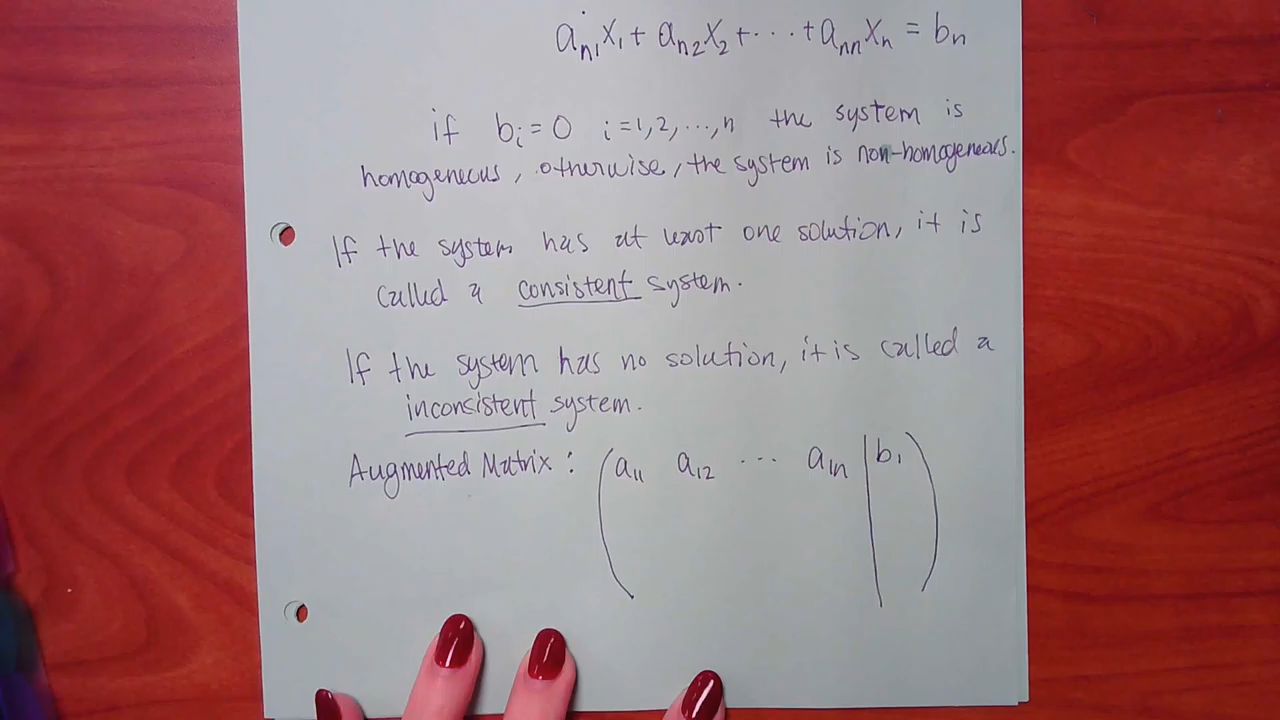 aₙ₁x₁ + aₙ₂x₂ + ··· + aₙₙxₙ = bₙ
if bᵢ = 0 i = 1, 2, ..., n the system is
homogeneous, otherwise, the system is non-homogeneous.
If the system has at least one solution, it is
called a consistent system.
If the system has no solution, it is called a
inconsistent system.
Augmented Matrix : ( a₁₁ a₁₂ ··· a₁ₙ | b₁ )